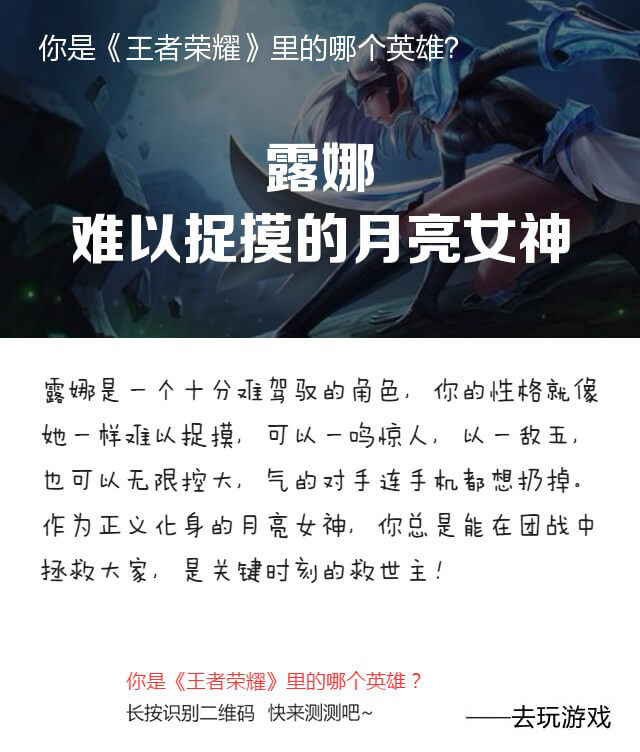 你是《王者荣耀》里的哪个英雄?
露娜
难以捉摸的月亮女神
露娜是一个十分难驾驭的角色，你的性格就像
她一样难以捉摸，可以一鸣惊人，以一敌五，
也可以无限控大，气的对手连手机都想扔掉。
作为正义化身的月亮女神，你总是能在团战中
拯救大家，是关键时刻的救世主！
你是《王者荣耀》里的哪个英雄？
长按识别二维码 快来测测吧~
——去玩游戏